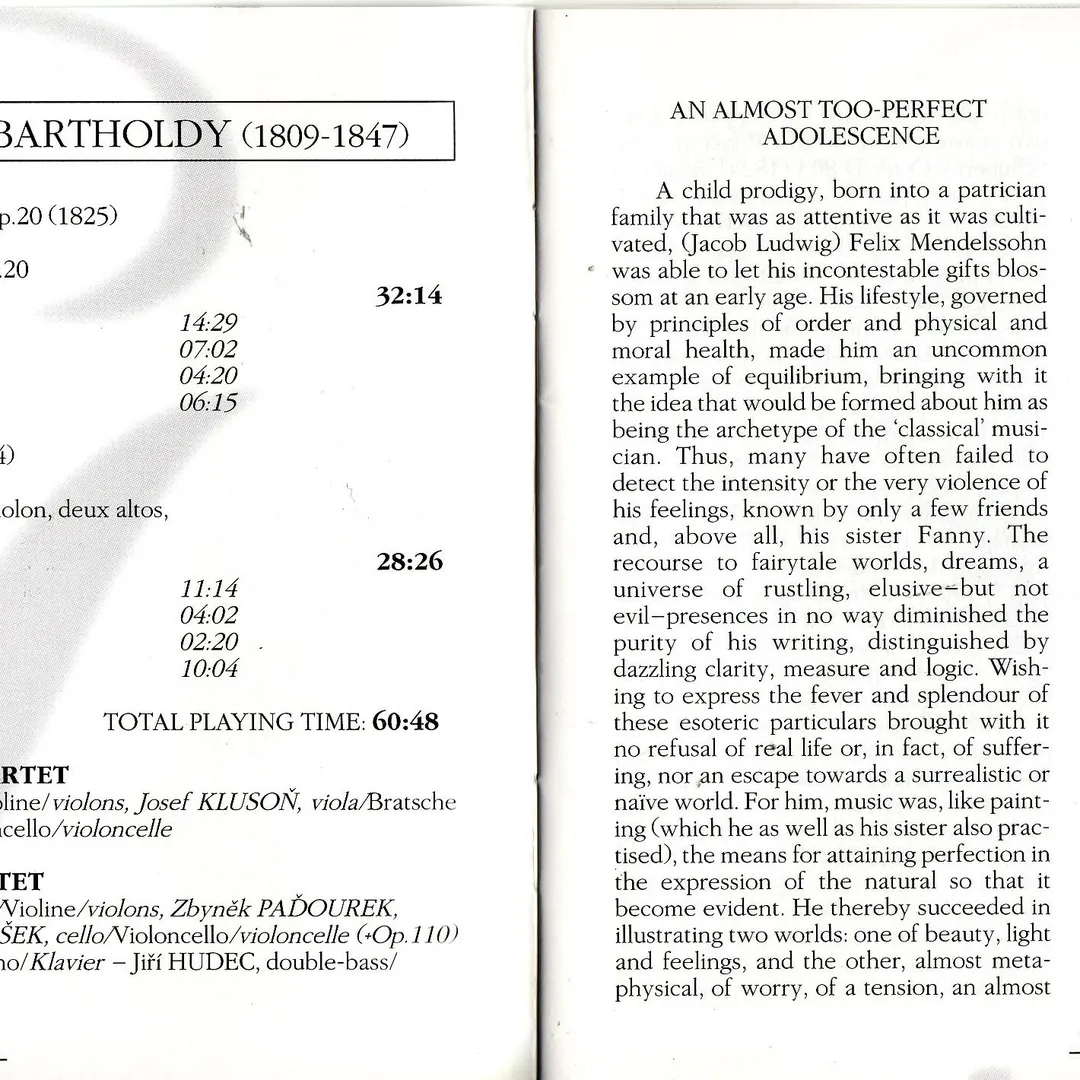 BARTHOLDY (1809-1847)
p.20 (1825)
.20
32:14
14:29
07:02
04:20
06:15
4)
iolon, deux altos,
28:26
11:14
04:02
02:20
10:04
TOTAL PLAYING TIME: 60:48
RTET
oline/violons, Josef KLUSOŇ, viola/Bratsche
ncello/violoncelle
TET
/Violine/violons, Zbyněk PAĎOUREK,
ŠEK, cello/Violoncello/violoncelle (+Op.110)
no/Klavier – Jiří HUDEC, double-bass/
AN ALMOST TOO-PERFECT
ADOLESCENCE
A child prodigy, born into a patrician
family that was as attentive as it was culti-
vated, (Jacob Ludwig) Felix Mendelssohn
was able to let his incontestable gifts blos-
som at an early age. His lifestyle, governed
by principles of order and physical and
moral health, made him an uncommon
example of equilibrium, bringing with it
the idea that would be formed about him as
being the archetype of the ‘classical’ musi-
cian. Thus, many have often failed to
detect the intensity or the very violence of
his feelings, known by only a few friends
and, above all, his sister Fanny. The
recourse to fairytale worlds, dreams, a
universe of rustling, elusive–but not
evil–presences in no way diminished the
purity of his writing, distinguished by
dazzling clarity, measure and logic. Wish-
ing to express the fever and splendour of
these esoteric particulars brought with it
no refusal of real life or, in fact, of suffer-
ing, nor an escape towards a surrealistic or
naïve world. For him, music was, like paint-
ing (which he as well as his sister also prac-
tised), the means for attaining perfection in
the expression of the natural so that it
become evident. He thereby succeeded in
illustrating two worlds: one of beauty, light
and feelings, and the other, almost meta-
physical, of worry, of a tension, an almost